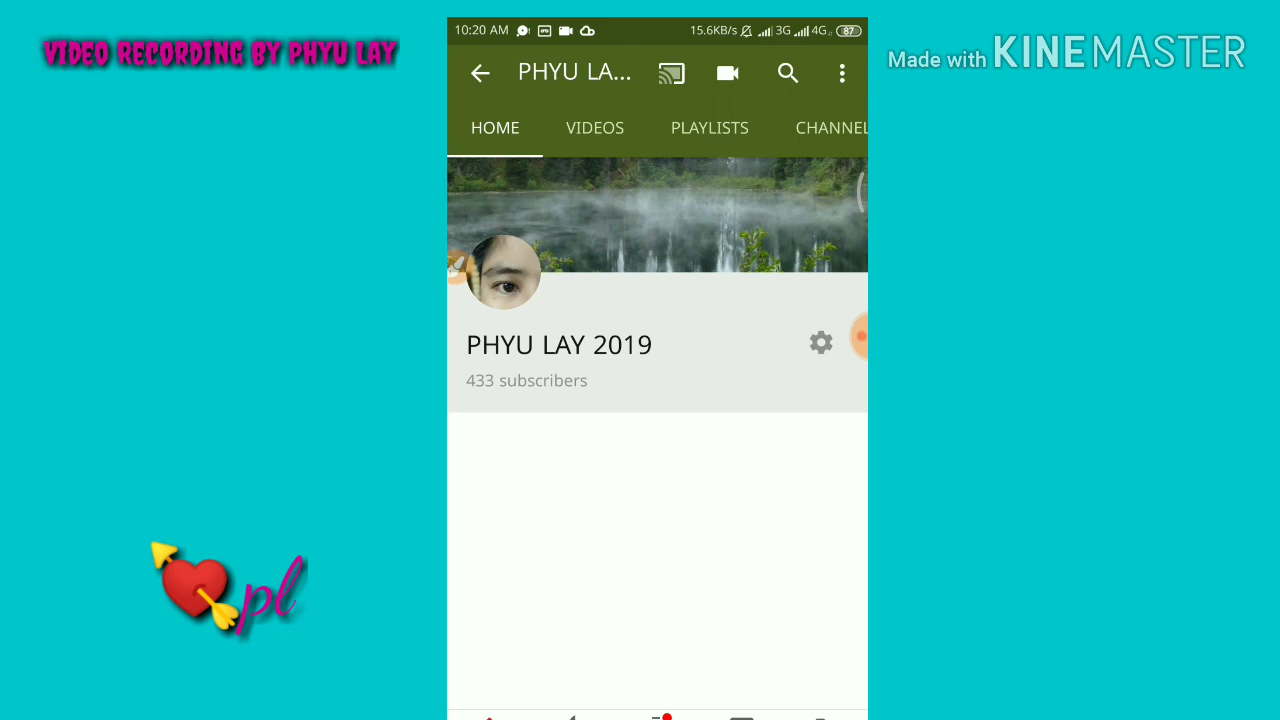 VIDEO RECORDING BY PHYU LAY
Made with KINEMASTER
10:20 AM 15.6KB/s 3G 4G 87
PHYU LA...
HOME VIDEOS PLAYLISTS CHANNEL
PHYU LAY 2019
433 subscribers
pl